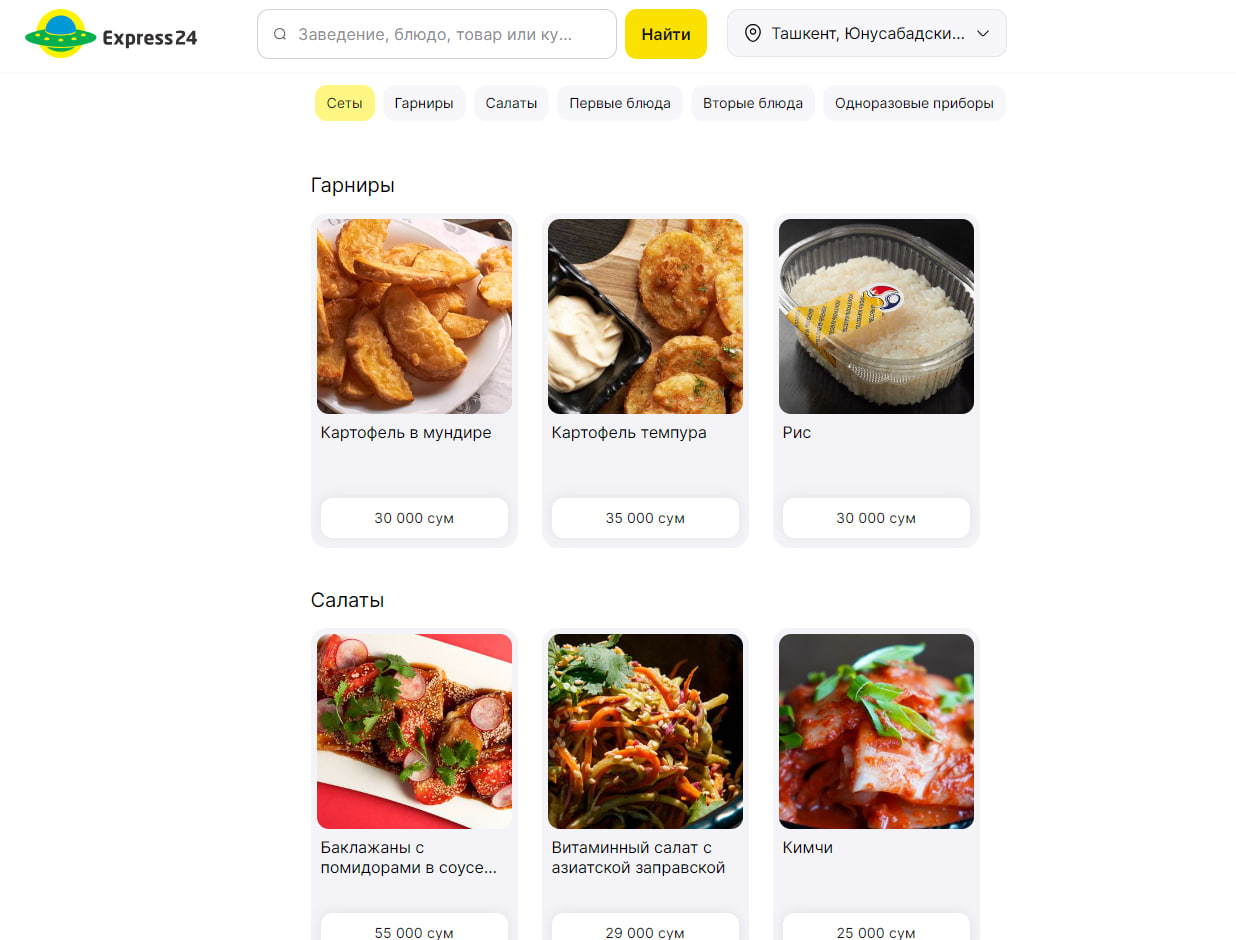 Express24
Заведение, блюдо, товар или ку...
Найти
Ташкент, Юнусабадски...
Сеты
Гарниры
Салаты
Первые блюда
Вторые блюда
Одноразовые приборы
Гарниры
Картофель в мундире
Картофель темпура
Рис
30 000 сум
35 000 сум
30 000 сум
Салаты
Баклажаны с
помидорами в соусе...
Витаминный салат с
азиатской заправской
Кимчи
55 000 сум
29 000 сум
25 000 сум